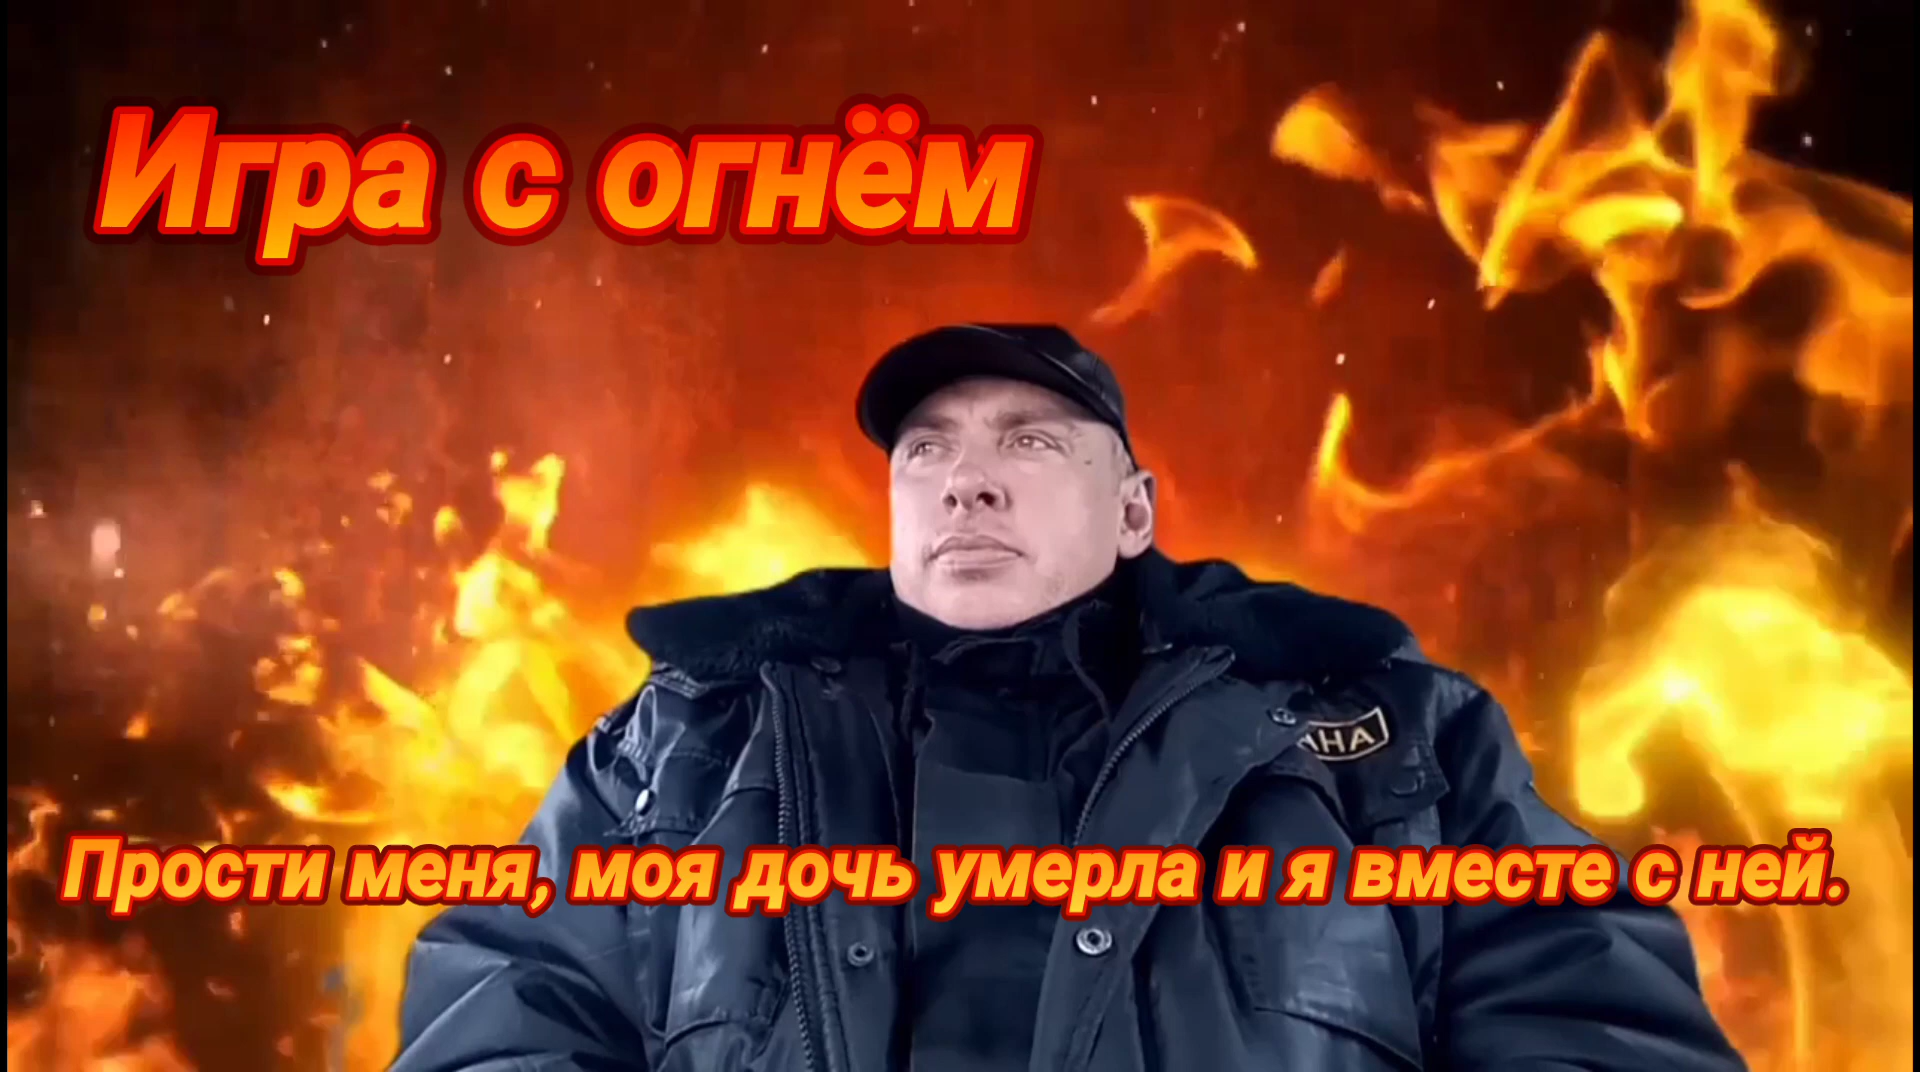 Игра с огнём
Прости меня, моя дочь умерла и я вместе с ней.